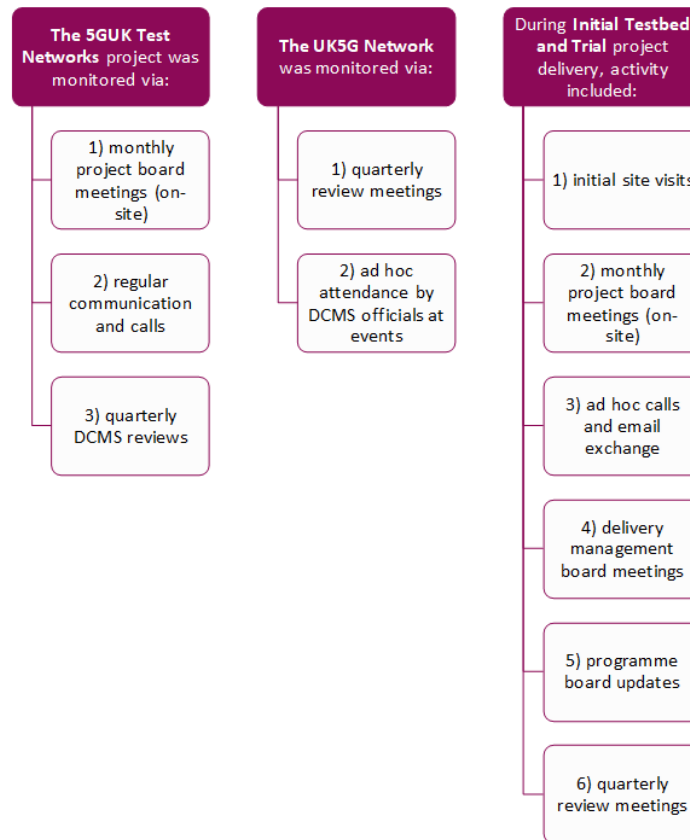 The 5GUK Test
Networks project was
monitored via:
1) monthly
project board
meetings (on-
site)
2) regular
communication
and calls
3) quarterly
DCMS reviews
The UK5G Network
was monitored via:
1) quarterly
review meetings
2) ad hoc
attendance by
DCMS officials at
events
During Initial Testbed
and Trial project
delivery, activity
included:
1) initial site visits
2) monthly
project board
meetings (on-
site)
3) ad hoc calls
and email
exchange
4) delivery
management
board meetings
5) programme
board updates
6) quarterly
review meetings